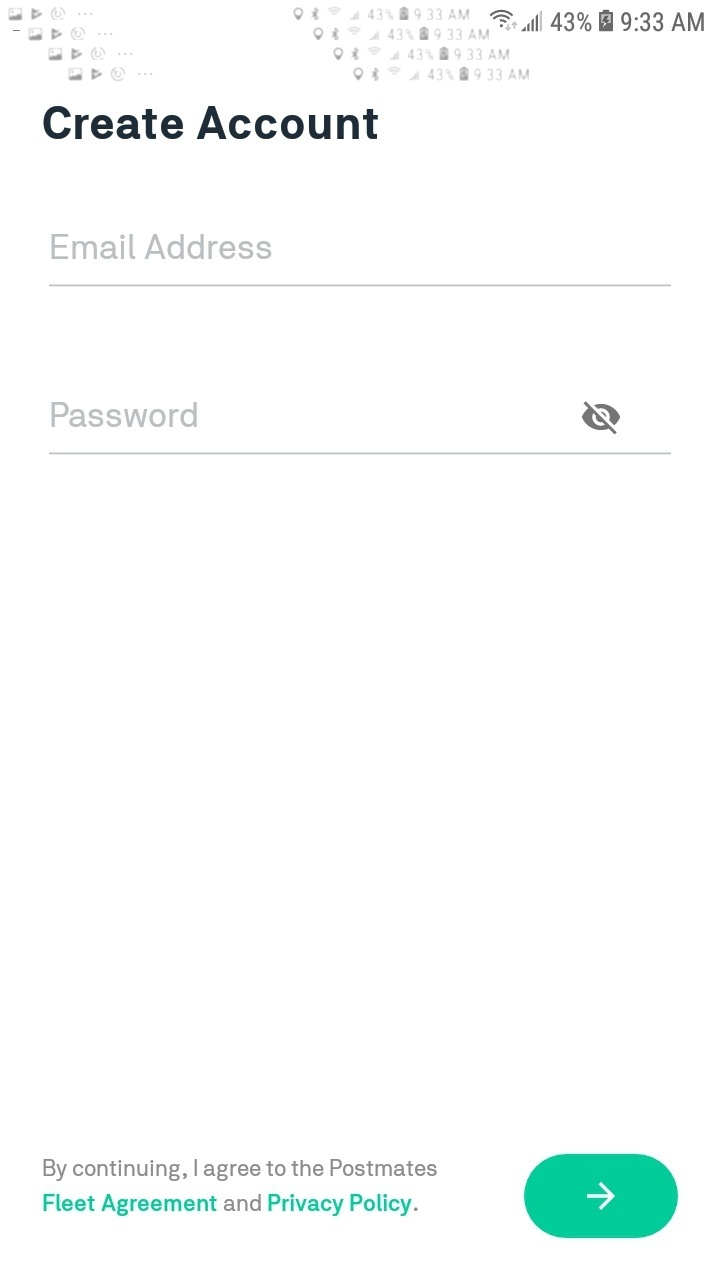 43% 9:33 AM
43% 9 33 AM
43% 9 33 AM
43% 9 33 AM
43% 9 33 AM
Create Account
Email Address
Password
By continuing, I agree to the Postmates
Fleet Agreement and Privacy Policy.